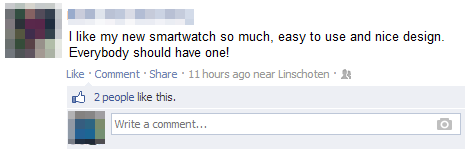 I like my new smartwatch so much, easy to use and nice design.
Everybody should have one!
Like · Comment · Share · 11 hours ago near Linschoten ·
2 people like this.
Write a comment...